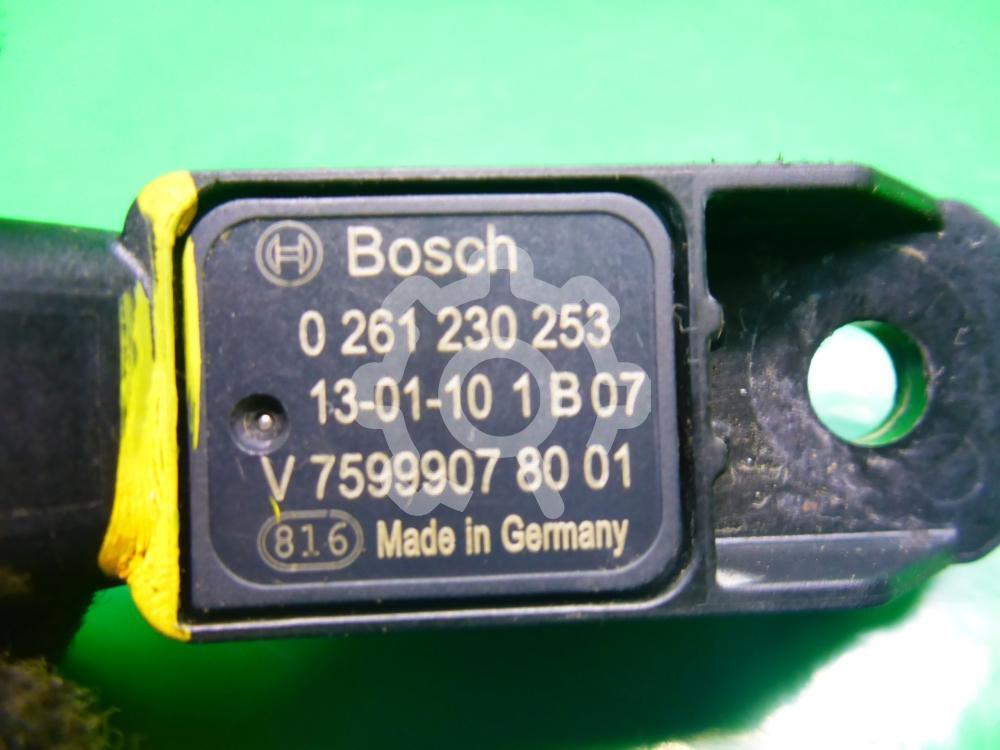 Bosch
0 261 230 253
13-01-10 1 B 07
V 7599907 80 01
816 Made in Germany